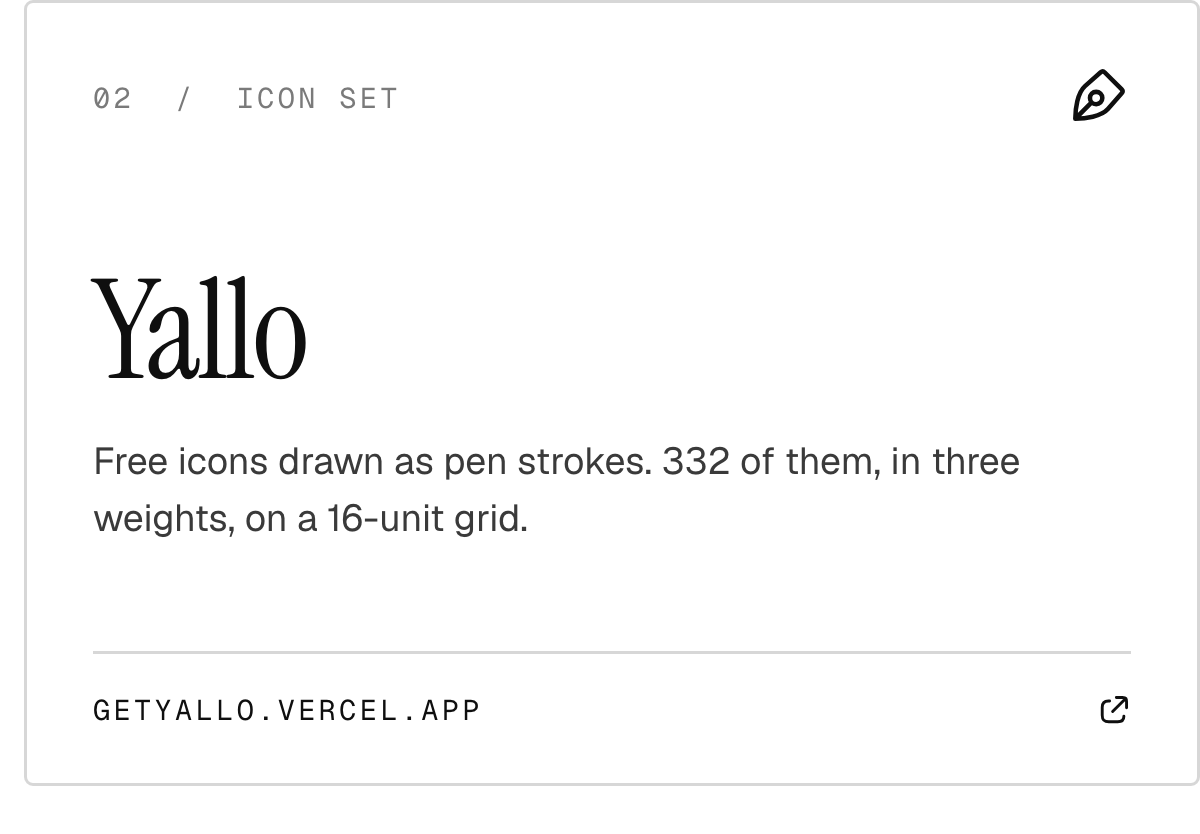 02 / ICON SET
Yallo
Free icons drawn as pen strokes. 332 of them, in three
weights, on a 16-unit grid.
GETYALLO.VERCEL.APP